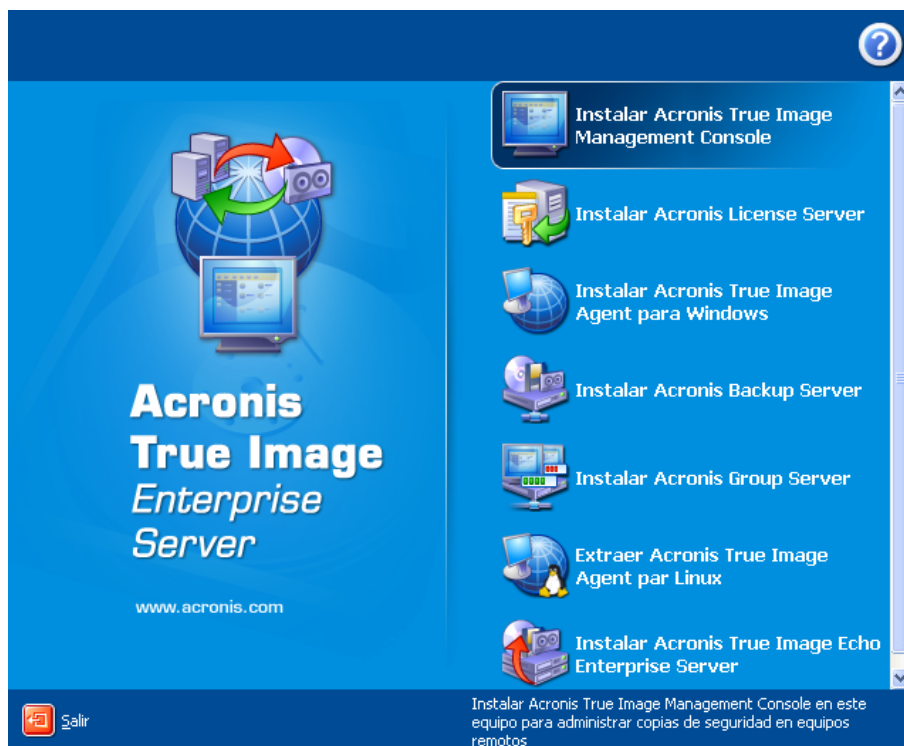 ?
Instalar Acronis True Image
Management Console
Instalar Acronis License Server
Instalar Acronis True Image
Agent para Windows
Instalar Acronis Backup Server
Instalar Acronis Group Server
Extraer Acronis True Image
Agent par Linux
Instalar Acronis True Image Echo
Enterprise Server
Acronis
True Image
Enterprise
Server
www.acronis.com
Salir
Instalar Acronis True Image Management Console en este
equipo para administrar copias de seguridad en equipos
remotos